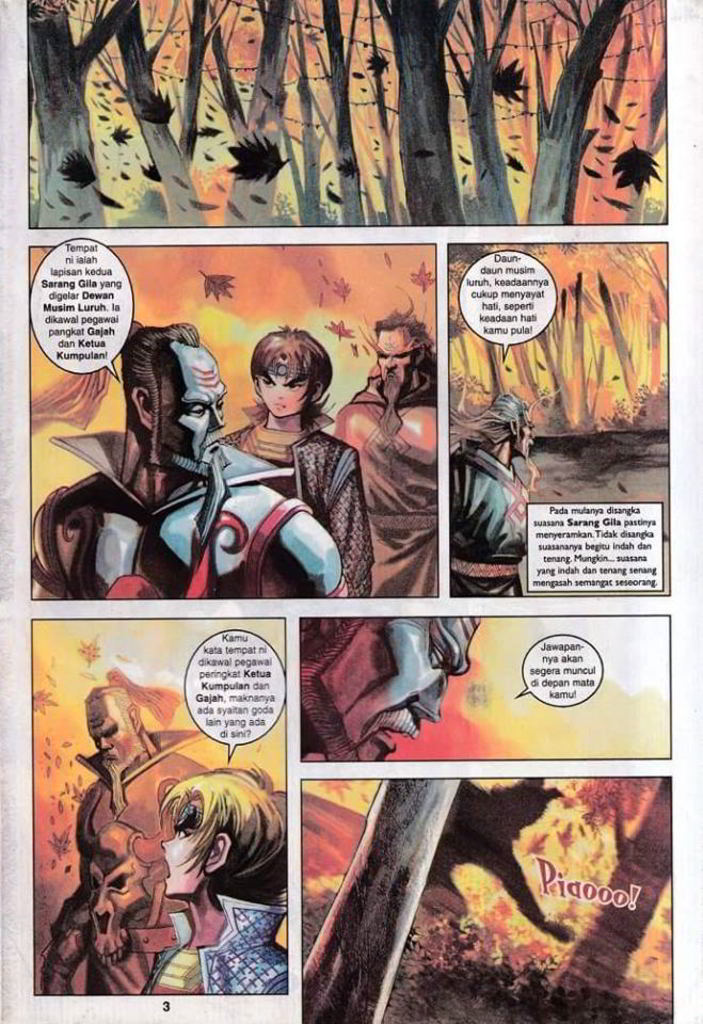 Tempat
ni ialah
lapisan kedua
Sarang Gila yang
digelar Dewan
Musim Luruh. Ia
dikawal pegawai
pangkat Gajah
dan Ketua
Kumpulan!
Daun-
daun musim
luruh, keadaannya
cukup menyayat
hati, seperti
keadaan hati
kamu pula!
Pada mulanya disangka
suasana Sarang Gila pastinya
menyeramkan. Tidak disangka
suasananya begitu indah dan
tenang. Mungkin... suasana
yang indah dan tenang senang
mengasah semangat seseorang.
Kamu
kata tempat ni
dikawal pegawai
peringkat Ketua
Kumpulan dan
Gajah, maknanya
ada syaitan goda
lain yang ada
di sini?
Jawapan-
nya akan
segera muncul
di depan mata
kamu!
Piaooo!
3